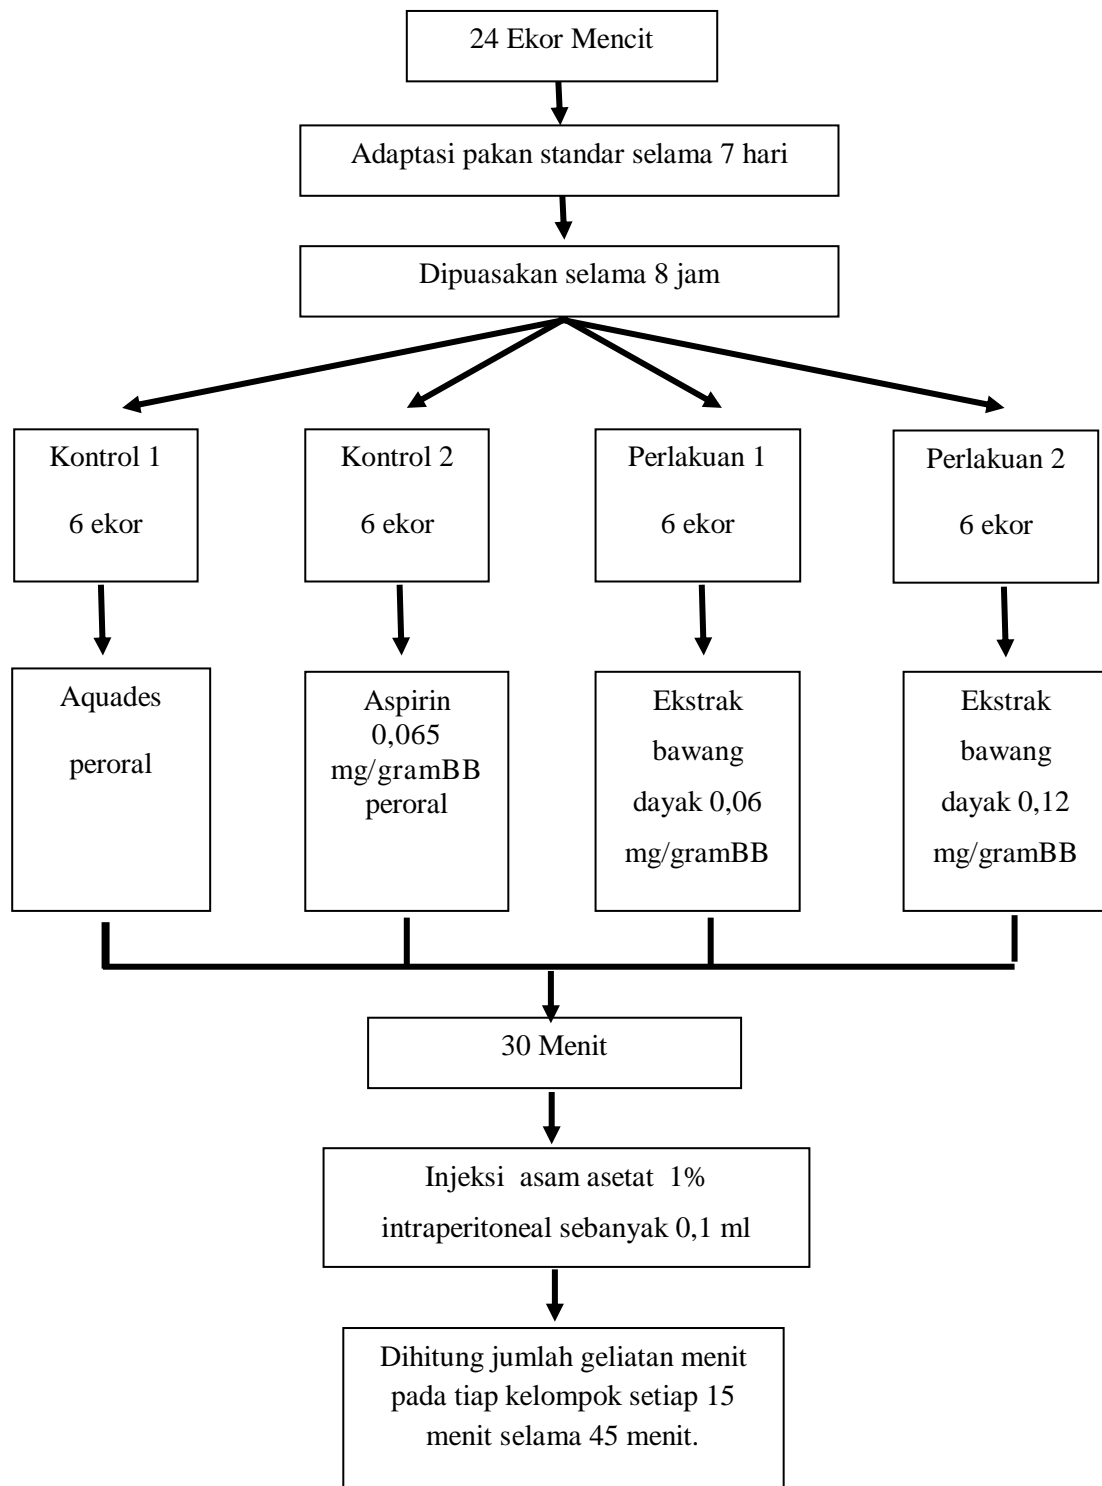 24 Ekor Mencit
Adaptasi pakan standar selama 7 hari
Dipuasakan selama 8 jam
Kontrol 1
6 ekor
Kontrol 2
6 ekor
Perlakuan 1
6 ekor
Perlakuan 2
6 ekor
Aquades
peroral
Aspirin
0,065
mg/gramBB
peroral
Ekstrak
bawang
dayak 0,06
mg/gramBB
Ekstrak
bawang
dayak 0,12
mg/gramBB
30 Menit
Injeksi asam asetat 1%
intraperitoneal sebanyak 0,1 ml
Dihitung jumlah geliatan menit
pada tiap kelompok setiap 15
menit selama 45 menit.